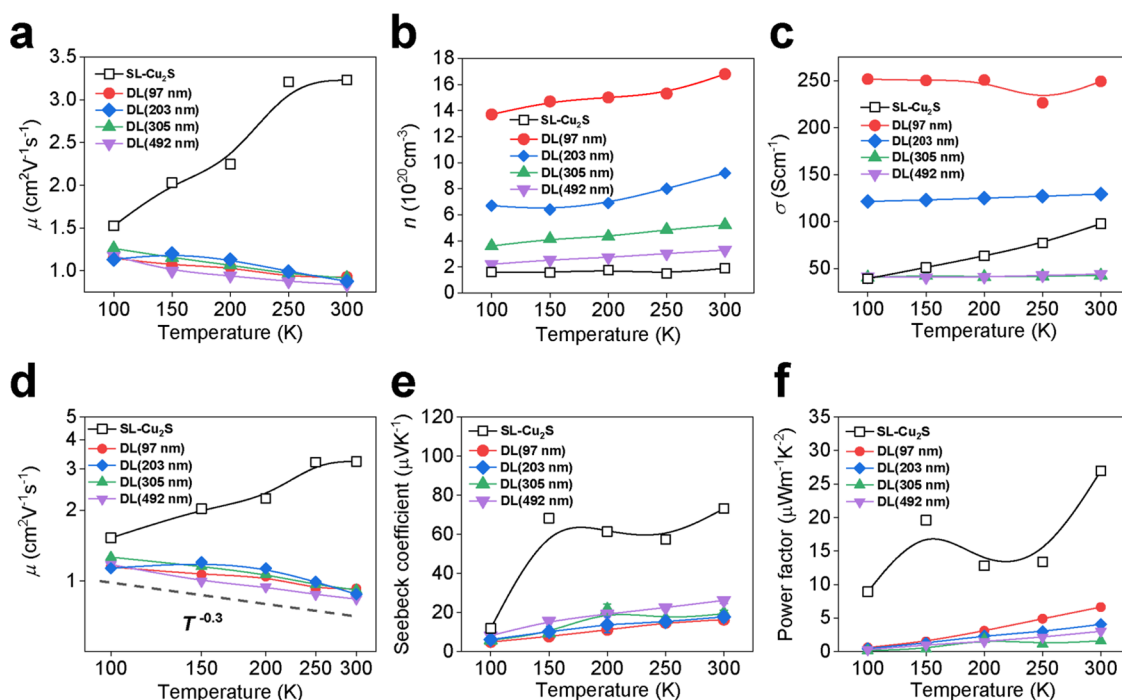 a
3.5
3.0
2.5
2.0
1.5
1.0
μ (cm²V⁻¹s⁻¹)
SL-Cu₂S
DL(97 nm)
DL(203 nm)
DL(305 nm)
DL(492 nm)
100 150 200 250 300
Temperature (K)
b
18
16
14
12
10
8
6
4
2
0
n (10²⁰cm⁻³)
SL-Cu₂S
DL(97 nm)
DL(203 nm)
DL(305 nm)
DL(492 nm)
100 150 200 250 300
Temperature (K)
c
250
200
150
100
50
σ (Scm⁻¹)
SL-Cu₂S
DL(97 nm)
DL(203 nm)
DL(305 nm)
DL(492 nm)
100 150 200 250 300
Temperature (K)
d
5
4
3
2
1
μ (cm²V⁻¹s⁻¹)
SL-Cu₂S
DL(97 nm)
DL(203 nm)
DL(305 nm)
DL(492 nm)
T⁻⁰·³
100 150 200 250 300
Temperature (K)
e
120
100
80
60
40
20
0
Seebeck coefficient (μVK⁻¹)
SL-Cu₂S
DL(97 nm)
DL(203 nm)
DL(305 nm)
DL(492 nm)
100 150 200 250 300
Temperature (K)
f
35
30
25
20
15
10
5
0
Power factor (μWm⁻¹K⁻²)
SL-Cu₂S
DL(97 nm)
DL(203 nm)
DL(305 nm)
DL(492 nm)
100 150 200 250 300
Temperature (K)